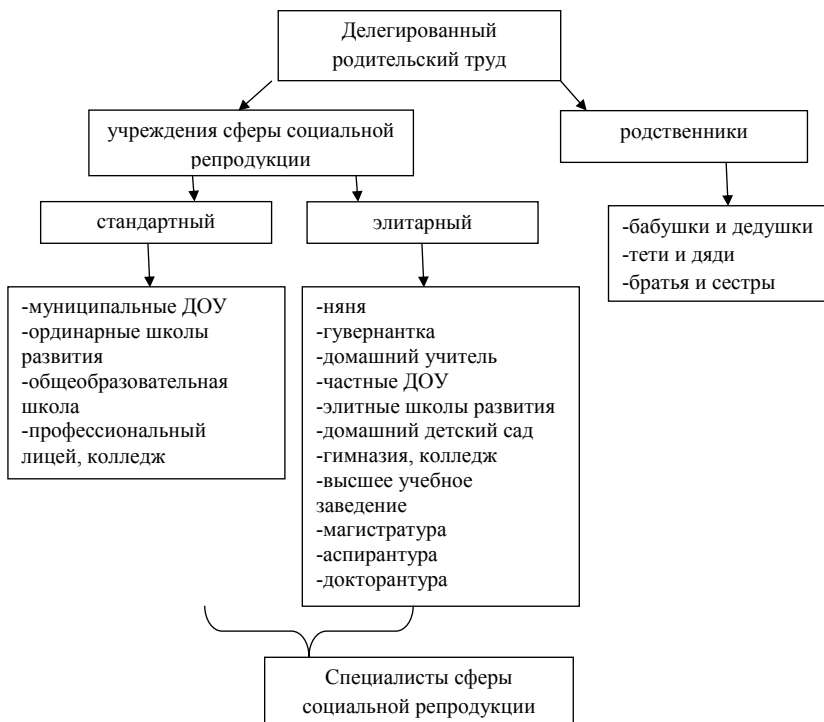 Делегированный
родительский труд
учреждения сферы социальной
репродукции
родственники
стандартный
элитарный
-бабушки и дедушки
-тети и дяди
-братья и сестры
-муниципальные ДОУ
-ординарные школы
развития
-общеобразовательная
школа
-профессиональный
лицей, колледж
-няня
-гувернантка
-домашний учитель
-частные ДОУ
-элитные школы развития
-домашний детский сад
-гимназия, колледж
-высшее учебное
заведение
-магистратура
-аспирантура
-докторантура
Специалисты сферы
социальной репродукции